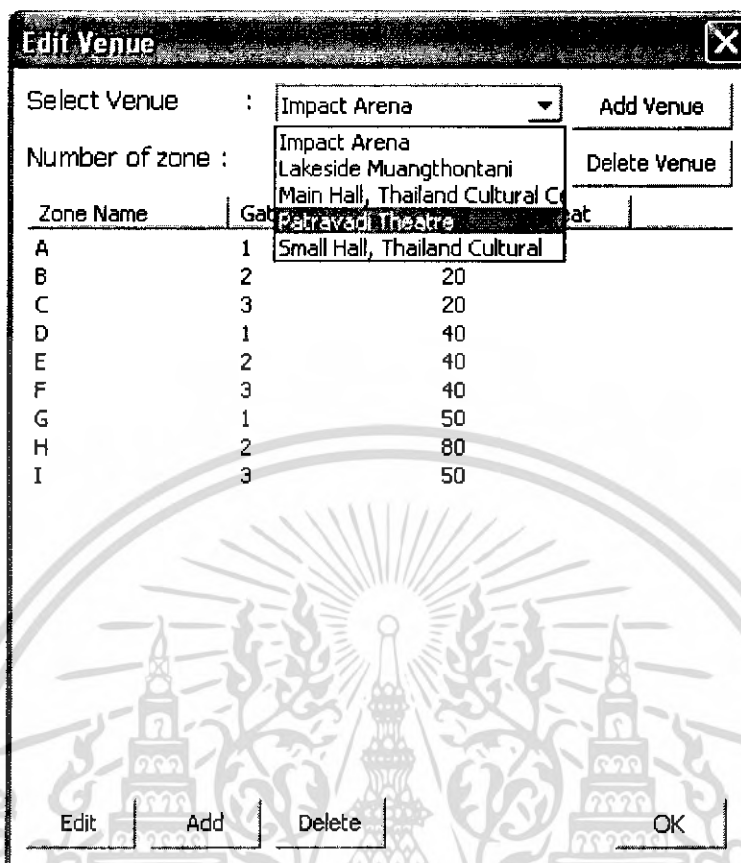 Edit Venue
Select Venue : Impact Arena Add Venue
Impact Arena
Number of zone : Lakeside Muangthontani Delete Venue
Main Hall, Thailand Cultural C
Zone Name Gat Patravadi Theatre eat
A 1 Small Hall, Thailand Cultural
B 2 20
C 3 20
D 1 40
E 2 40
F 3 40
G 1 50
H 2 80
I 3 50
Edit Add Delete OK